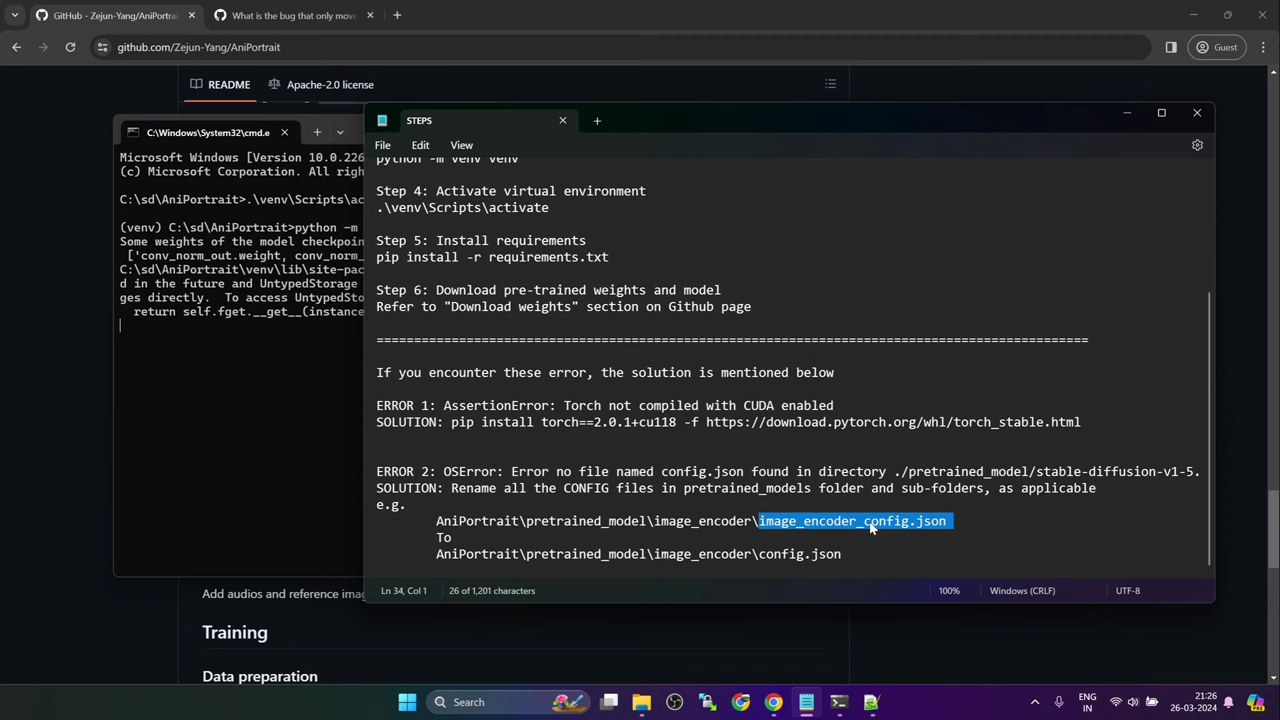 GitHub - Zejun-Yang/AniPortrait
What is the bug that only move
github.com/Zejun-Yang/AniPortrait
Guest
README
Apache-2.0 license
C:\Windows\System32\cmd.e
Microsoft Windows [Version 10.0.226
(c) Microsoft Corporation. All righ
C:\sd\AniPortrait>.\venv\Scripts\ac
(venv) C:\sd\AniPortrait>python -m
Some weights of the model checkpoin
['conv_norm_out.weight, conv_norm_
C:\sd\AniPortrait\venv\lib\site-pac
d in the future and UntypedStorage
ges directly.  To access UntypedSto
return self.fget.__get__(instance
STEPS
File
Edit
View
python -m venv venv
Step 4: Activate virtual environment
.\venv\Scripts\activate
Step 5: Install requirements
pip install -r requirements.txt
Step 6: Download pre-trained weights and model
Refer to "Download weights" section on Github page
===============================================================================================
If you encounter these error, the solution is mentioned below
ERROR 1: AssertionError: Torch not compiled with CUDA enabled
SOLUTION: pip install torch==2.0.1+cu118 -f https://download.pytorch.org/whl/torch_stable.html
ERROR 2: OSError: Error no file named config.json found in directory ./pretrained_model/stable-diffusion-v1-5.
SOLUTION: Rename all the CONFIG files in pretrained_models folder and sub-folders, as applicable
e.g.
AniPortrait\pretrained_model\image_encoder\image_encoder_config.json
To
AniPortrait\pretrained_model\image_encoder\config.json
Ln 34, Col 1
26 of 1,201 characters
100%
Windows (CRLF)
UTF-8
Add audios and reference imag
Training
Data preparation
Search
ENG
IN
21:26
26-03-2024